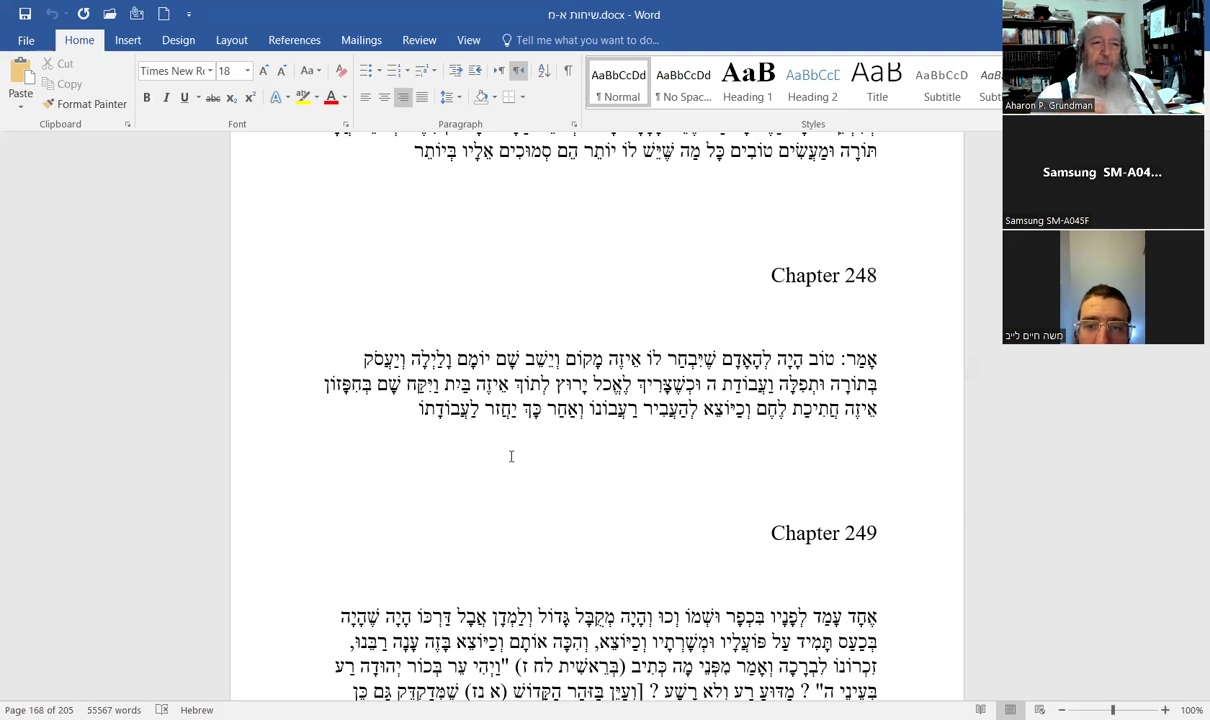 שיחות א-מ.docx - Word
File Home Insert Design Layout References Mailings Review View Tell me what you want to do...
Paste Cut Copy Format Painter
Times New Rc 18 Aa
B I U abc x₂ x² A A
AaBbCcDd AaBbCcDd AaB AaBbCcC AaB AaBbCcD
¶ Normal ¶ No Spac... Heading 1 Heading 2 Title Subtitle Subt
Clipboard Font Paragraph Styles
תּוֹרָה וּמַעֲשִׂים טוֹבִים כָּל מַה שֶּׁיֵּשׁ לוֹ יוֹתֵר הֵם סְמוּכִים אֵלָיו בְּיוֹתֵר
Chapter 248
אָמַר: טוֹב הָיָה לְהָאָדָם שֶׁיִּבְחַר לוֹ אֵיזֶה מָקוֹם וְיֵשֵׁב שָׁם יוֹמָם וָלַיְלָה וְיַעֲסֹק
בְּתוֹרָה וּתְפִלָּה וַעֲבוֹדַת ה וּכְשֶׁצָּרִיךְ לֶאֱכֹל יָרוּץ לְתוֹךְ אֵיזֶה בַּיִת וַיִּקַּח שָׁם בְּחִפָּזוֹן
אֵיזֶה חֲתִיכַת לֶחֶם וְכַיּוֹצֵא לְהַעֲבִיר רַעֲבוֹנוֹ וְאַחַר כָּךְ יַחֲזֹר לַעֲבוֹדָתוֹ
Chapter 249
אֶחָד עָמַד לְפָנָיו בִּכְפָר וּשְׁמוֹ וְכוּ וְהָיָה מְקֻבָּל גָּדוֹל וְלַמְדָן אֲבָל דַּרְכּוֹ הָיָה שֶׁהָיָה
בְּכַעַס תָּמִיד עַל פּוֹעֲלָיו וּמְשָׁרְתָיו וְכַיּוֹצֵא, וְהִכָּה אוֹתָם וְכַיּוֹצֵא בָּזֶה עָנָה רַבֵּנוּ,
זִכְרוֹנוֹ לִבְרָכָה וְאָמַר מִפְּנֵי מָה כְּתִיב (בְּרֵאשִׁית לח ז) "וַיְהִי עֵר בְּכוֹר יְהוּדָה רַע
בְּעֵינֵי ה" ? מַדּוּעַ רַע וְלֹא רָשָׁע ? [וְעַיֵּן בַּזֹּהַר הַקָּדוֹשׁ (א נז) שֶׁמְּדַקְדֵּק גַּם כֵּן
Page 168 of 205 55567 words Hebrew 100%
Aharon P. Grundman
Samsung SM-A04...
Samsung SM-A045F
משה חיים לייב